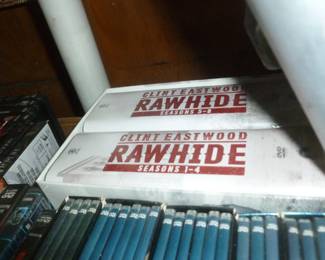 CLINT EASTWOOD
RAWHIDE
SEASONS 5-8
CLINT EASTWOOD
RAWHIDE
SEASONS 1-4